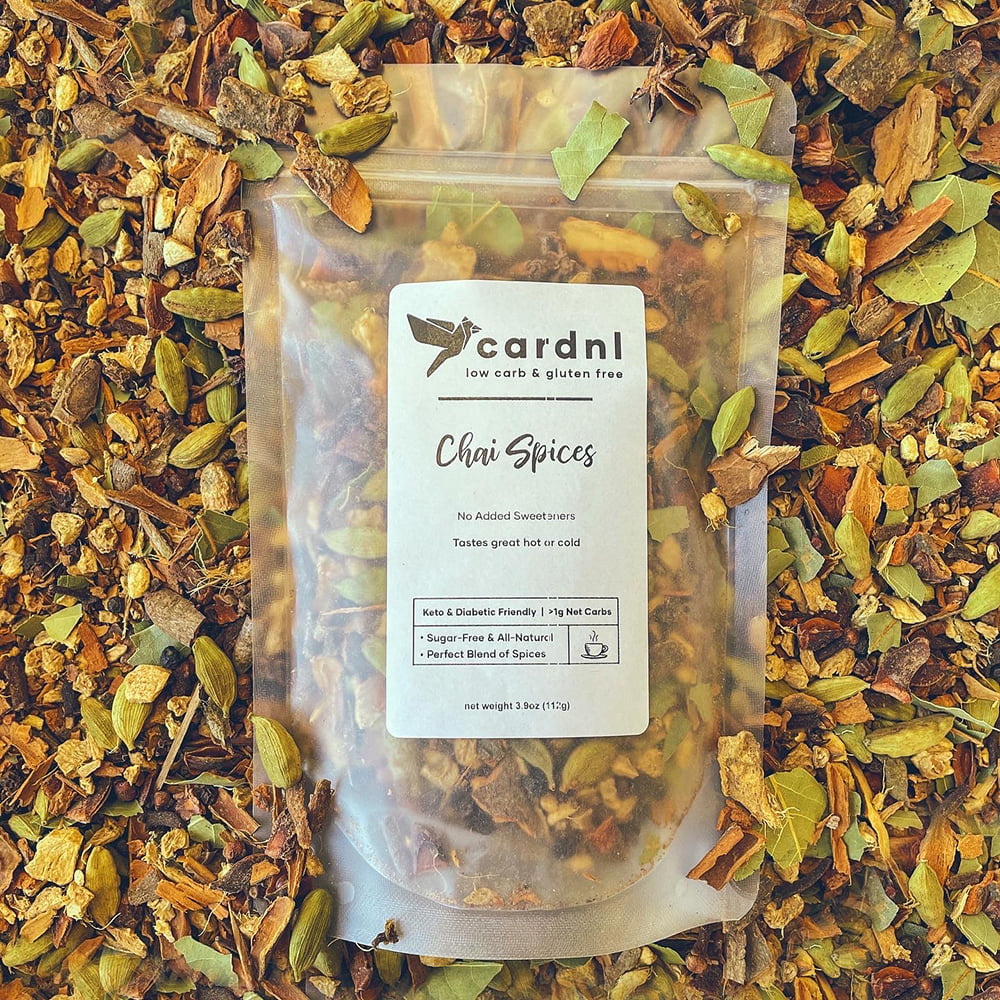 cardnl
low carb & gluten free
Chai Spices
No Added Sweeteners
Tastes great hot or cold
Keto & Diabetic Friendly | >1g Net Carbs
• Sugar-Free & All-Natural
• Perfect Blend of Spices
net weight 3.9oz (112g)